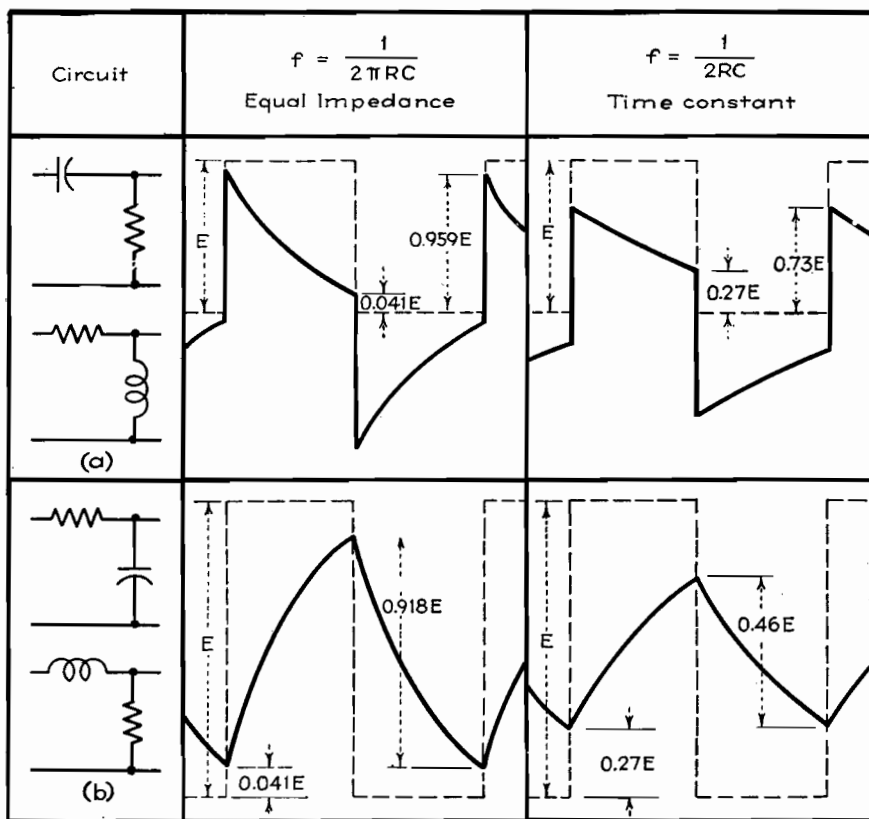 Circuit
f = 1 / 2πRC
Equal Impedance
f = 1 / 2RC
Time constant
E
0.959E
0.041E
E
0.73E
0.27E
(a)
E
0.918E
0.041E
E
0.46E
0.27E
(b)